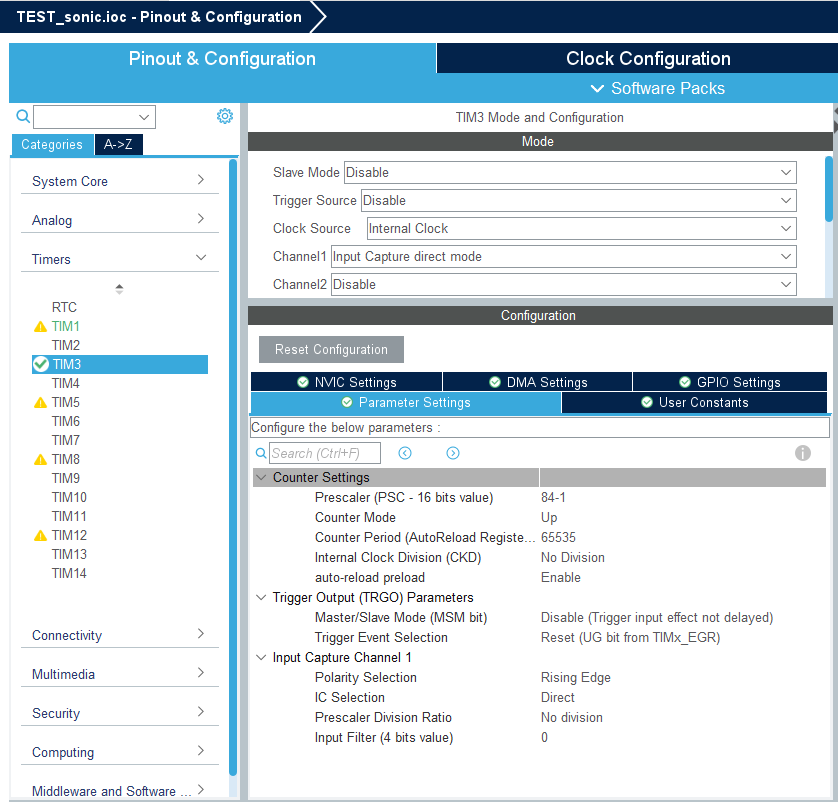 TEST_sonic.ioc - Pinout & Configuration
Pinout & Configuration
Clock Configuration
Software Packs
Categories
A->Z
System Core
Analog
Timers
RTC
TIM1
TIM2
TIM3
TIM4
TIM5
TIM6
TIM7
TIM8
TIM9
TIM10
TIM11
TIM12
TIM13
TIM14
Connectivity
Multimedia
Security
Computing
Middleware and Software ...
TIM3 Mode and Configuration
Mode
Slave Mode Disable
Trigger Source Disable
Clock Source Internal Clock
Channel1 Input Capture direct mode
Channel2 Disable
Configuration
Reset Configuration
NVIC Settings
DMA Settings
GPIO Settings
Parameter Settings
User Constants
Configure the below parameters :
Search (Ctrl+F)
Counter Settings
Prescaler (PSC - 16 bits value) 84-1
Counter Mode Up
Counter Period (AutoReload Registe... 65535
Internal Clock Division (CKD) No Division
auto-reload preload Enable
Trigger Output (TRGO) Parameters
Master/Slave Mode (MSM bit) Disable (Trigger input effect not delayed)
Trigger Event Selection Reset (UG bit from TIMx_EGR)
Input Capture Channel 1
Polarity Selection Rising Edge
IC Selection Direct
Prescaler Division Ratio No division
Input Filter (4 bits value) 0